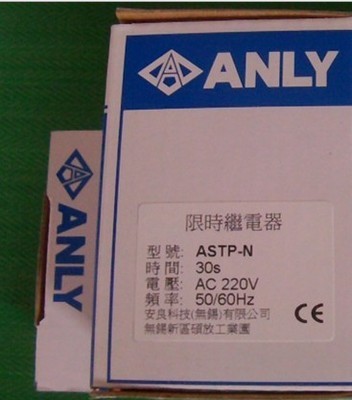 ANLY
ANLY
限時繼電器
型號: ASTP-N
時間: 30s
電壓: AC 220V
頻率: 50/60Hz
安良科技(無錫)有限公司
無錫新區碩放工業園
CE